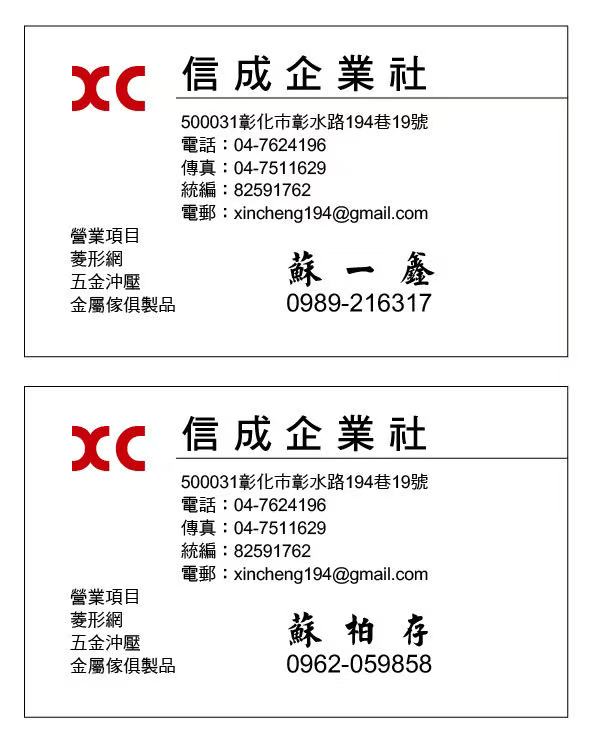 XC
信成企業社
500031彰化市彰水路194巷19號
電話：04-7624196
傳真：04-7511629
統編：82591762
電郵：xincheng194@gmail.com
營業項目
菱形網
五金沖壓
金屬傢俱製品
蘇一鑫
0989-216317
XC
信成企業社
500031彰化市彰水路194巷19號
電話：04-7624196
傳真：04-7511629
統編：82591762
電郵：xincheng194@gmail.com
營業項目
菱形網
五金沖壓
金屬傢俱製品
蘇柏存
0962-059858